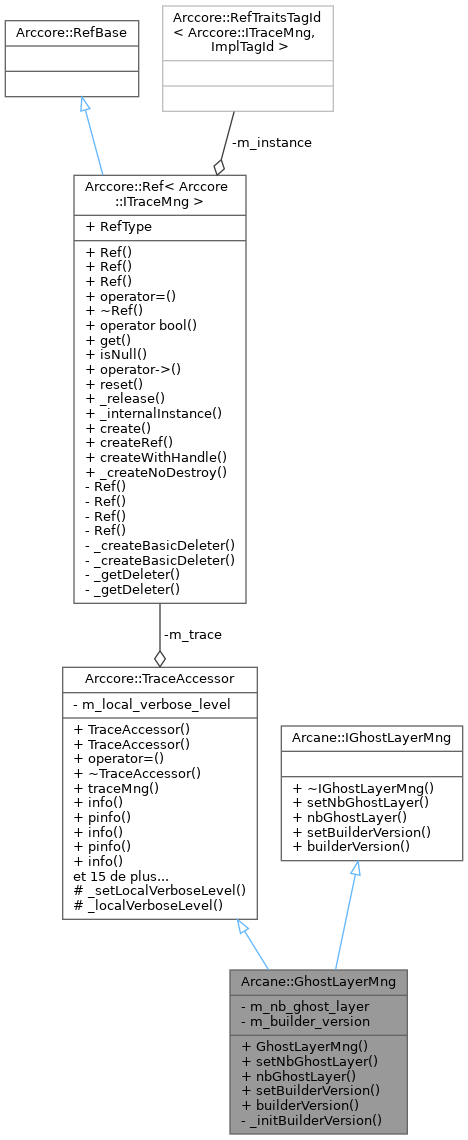 Arccore::RefBase
Arccore::RefTraitsTagId
< Arccore::ITraceMng,
ImplTagId >
-m_instance
Arccore::Ref< Arccore
::ITraceMng >
+ RefType
+ Ref()
+ Ref()
+ Ref()
+ operator=()
+ ~Ref()
+ operator bool()
+ get()
+ isNull()
+ operator->()
+ reset()
+ _release()
+ _internalInstance()
+ create()
+ createRef()
+ createWithHandle()
+ _createNoDestroy()
- Ref()
- Ref()
- Ref()
- Ref()
- _createBasicDeleter()
- _createBasicDeleter()
- _getDeleter()
- _getDeleter()
-m_trace
Arccore::TraceAccessor
- m_local_verbose_level
+ TraceAccessor()
+ TraceAccessor()
+ operator=()
+ ~TraceAccessor()
+ traceMng()
+ info()
+ pinfo()
+ info()
+ pinfo()
+ info()
et 15 de plus...
# _setLocalVerboseLevel()
# _localVerboseLevel()
Arcane::IGhostLayerMng
+ ~IGhostLayerMng()
+ setNbGhostLayer()
+ nbGhostLayer()
+ setBuilderVersion()
+ builderVersion()
Arcane::GhostLayerMng
- m_nb_ghost_layer
- m_builder_version
+ GhostLayerMng()
+ setNbGhostLayer()
+ nbGhostLayer()
+ setBuilderVersion()
+ builderVersion()
- _initBuilderVersion()